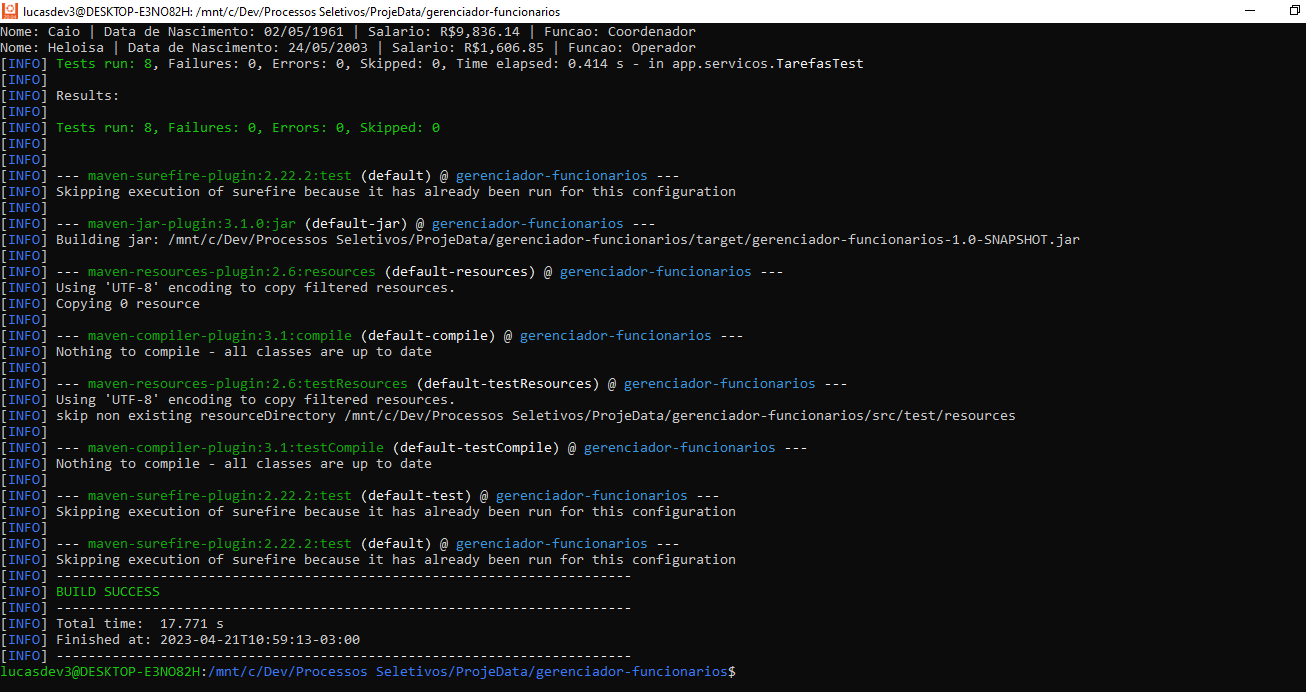 lucasdev3@DESKTOP-E3NO82H: /mnt/c/Dev/Processos Seletivos/ProjeData/gerenciador-funcionarios
Nome: Caio | Data de Nascimento: 02/05/1961 | Salario: R$9,836.14 | Funcao: Coordenador
Nome: Heloisa | Data de Nascimento: 24/05/2003 | Salario: R$1,606.85 | Funcao: Operador
[INFO] Tests run: 8, Failures: 0, Errors: 0, Skipped: 0, Time elapsed: 0.414 s - in app.servicos.TarefasTest
[INFO]
[INFO] Results:
[INFO]
[INFO] Tests run: 8, Failures: 0, Errors: 0, Skipped: 0
[INFO]
[INFO]
[INFO] --- maven-surefire-plugin:2.22.2:test (default) @ gerenciador-funcionarios ---
[INFO] Skipping execution of surefire because it has already been run for this configuration
[INFO]
[INFO] --- maven-jar-plugin:3.1.0:jar (default-jar) @ gerenciador-funcionarios ---
[INFO] Building jar: /mnt/c/Dev/Processos Seletivos/ProjeData/gerenciador-funcionarios/target/gerenciador-funcionarios-1.0-SNAPSHOT.jar
[INFO]
[INFO] --- maven-resources-plugin:2.6:resources (default-resources) @ gerenciador-funcionarios ---
[INFO] Using 'UTF-8' encoding to copy filtered resources.
[INFO] Copying 0 resource
[INFO]
[INFO] --- maven-compiler-plugin:3.1:compile (default-compile) @ gerenciador-funcionarios ---
[INFO] Nothing to compile - all classes are up to date
[INFO]
[INFO] --- maven-resources-plugin:2.6:testResources (default-testResources) @ gerenciador-funcionarios ---
[INFO] Using 'UTF-8' encoding to copy filtered resources.
[INFO] skip non existing resourceDirectory /mnt/c/Dev/Processos Seletivos/ProjeData/gerenciador-funcionarios/src/test/resources
[INFO]
[INFO] --- maven-compiler-plugin:3.1:testCompile (default-testCompile) @ gerenciador-funcionarios ---
[INFO] Nothing to compile - all classes are up to date
[INFO]
[INFO] --- maven-surefire-plugin:2.22.2:test (default-test) @ gerenciador-funcionarios ---
[INFO] Skipping execution of surefire because it has already been run for this configuration
[INFO]
[INFO] --- maven-surefire-plugin:2.22.2:test (default) @ gerenciador-funcionarios ---
[INFO] Skipping execution of surefire because it has already been run for this configuration
[INFO] ------------------------------------------------------------------------
[INFO] BUILD SUCCESS
[INFO] ------------------------------------------------------------------------
[INFO] Total time:  17.771 s
[INFO] Finished at: 2023-04-21T10:59:13-03:00
[INFO] ------------------------------------------------------------------------
lucasdev3@DESKTOP-E3NO82H:/mnt/c/Dev/Processos Seletivos/ProjeData/gerenciador-funcionarios$